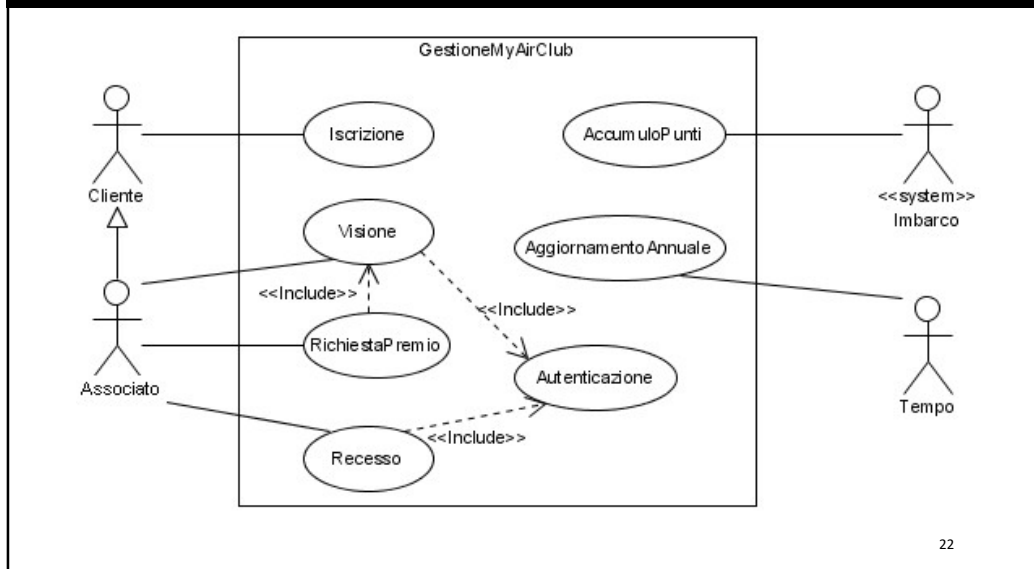 GestioneMyAirClub
Cliente
Iscrizione
AccumuloPunti
<<system>>
Imbarco
Visione
AggiornamentoAnnuale
<<Include>>
<<Include>>
RichiestaPremio
Associato
Autenticazione
Tempo
<<Include>>
Recesso
22